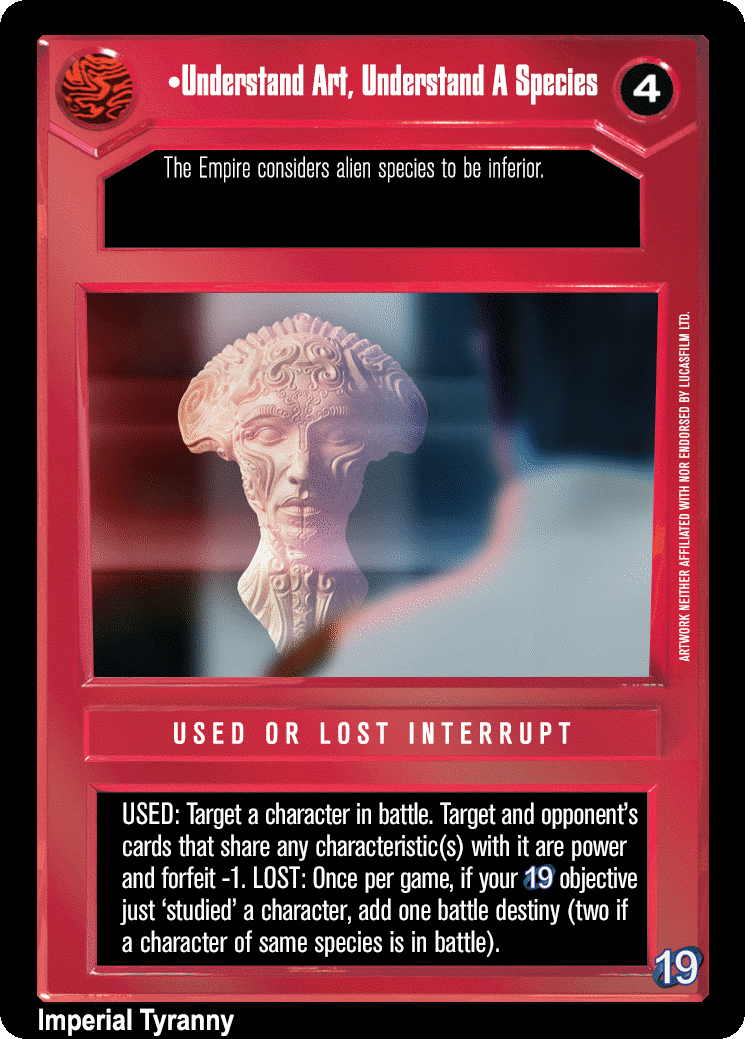 •Understand Art, Understand A Species
4
The Empire considers alien species to be inferior.
ARTWORK NEITHER AFFILIATED WITH NOR ENDORSED BY LUCASFILM LTD.
USED OR LOST INTERRUPT
USED: Target a character in battle. Target and opponent’s
cards that share any characteristic(s) with it are power
and forfeit -1. LOST: Once per game, if your 19 objective
just ‘studied’ a character, add one battle destiny (two if
a character of same species is in battle).
19
Imperial Tyranny